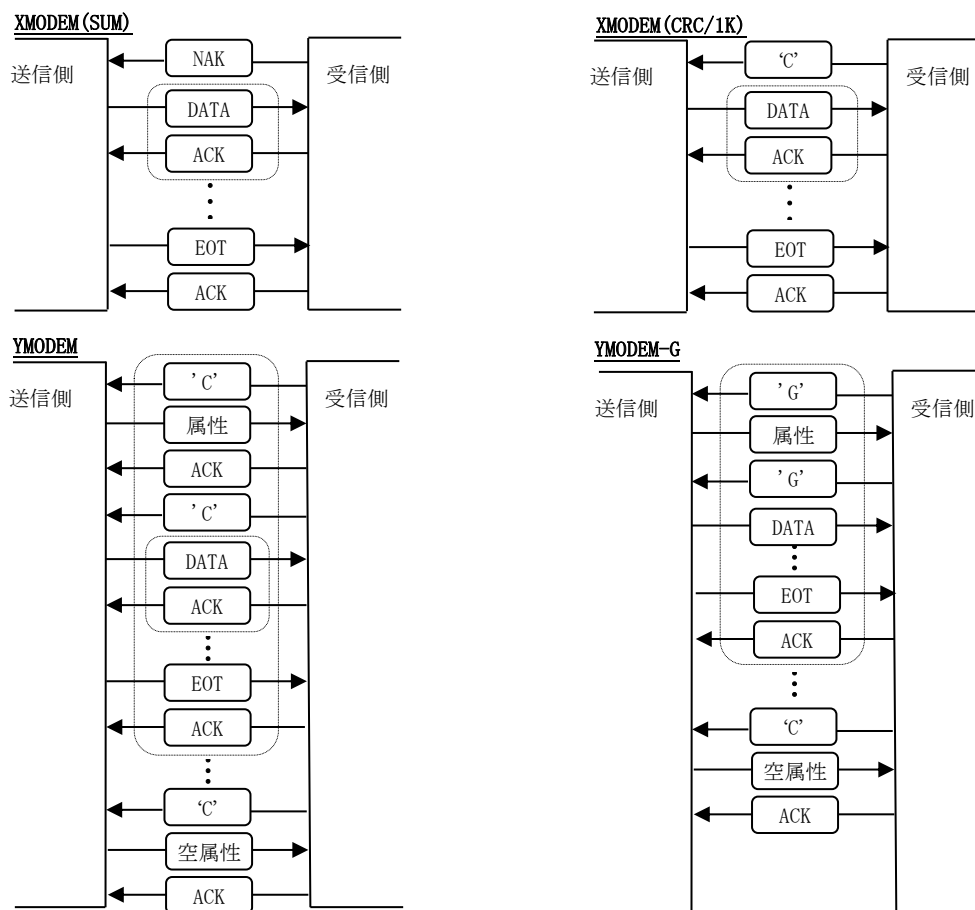 XMODEM(SUM)
送信側
受信側
NAK
DATA
ACK
EOT
ACK
XMODEM(CRC/1K)
送信側
受信側
‘C’
DATA
ACK
EOT
ACK
YMODEM
送信側
受信側
'C'
属性
ACK
'C'
DATA
ACK
EOT
ACK
‘C’
空属性
ACK
YMODEM-G
送信側
受信側
'G'
属性
'G'
DATA
EOT
ACK
‘C’
空属性
ACK